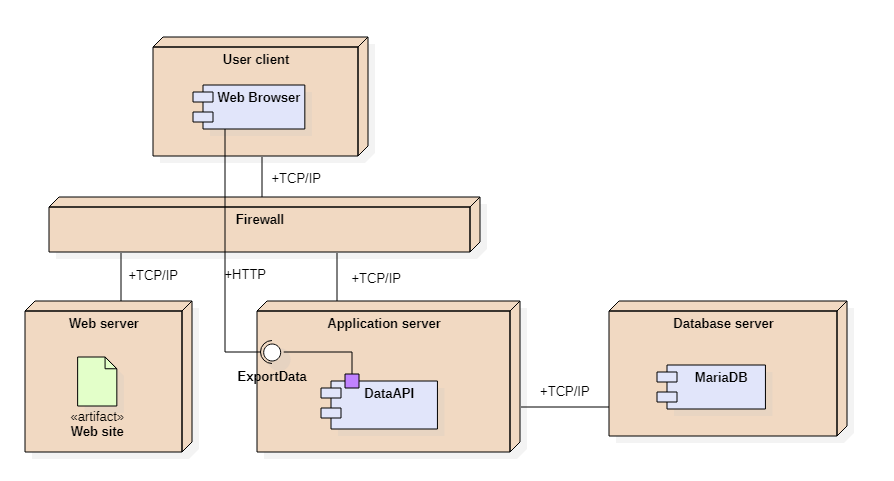 User client
Web Browser
+TCP/IP
Firewall
+TCP/IP
+HTTP
+TCP/IP
Web server
Application server
Database server
ExportData
MariaDB
DataAPI
+TCP/IP
«artifact»
Web site